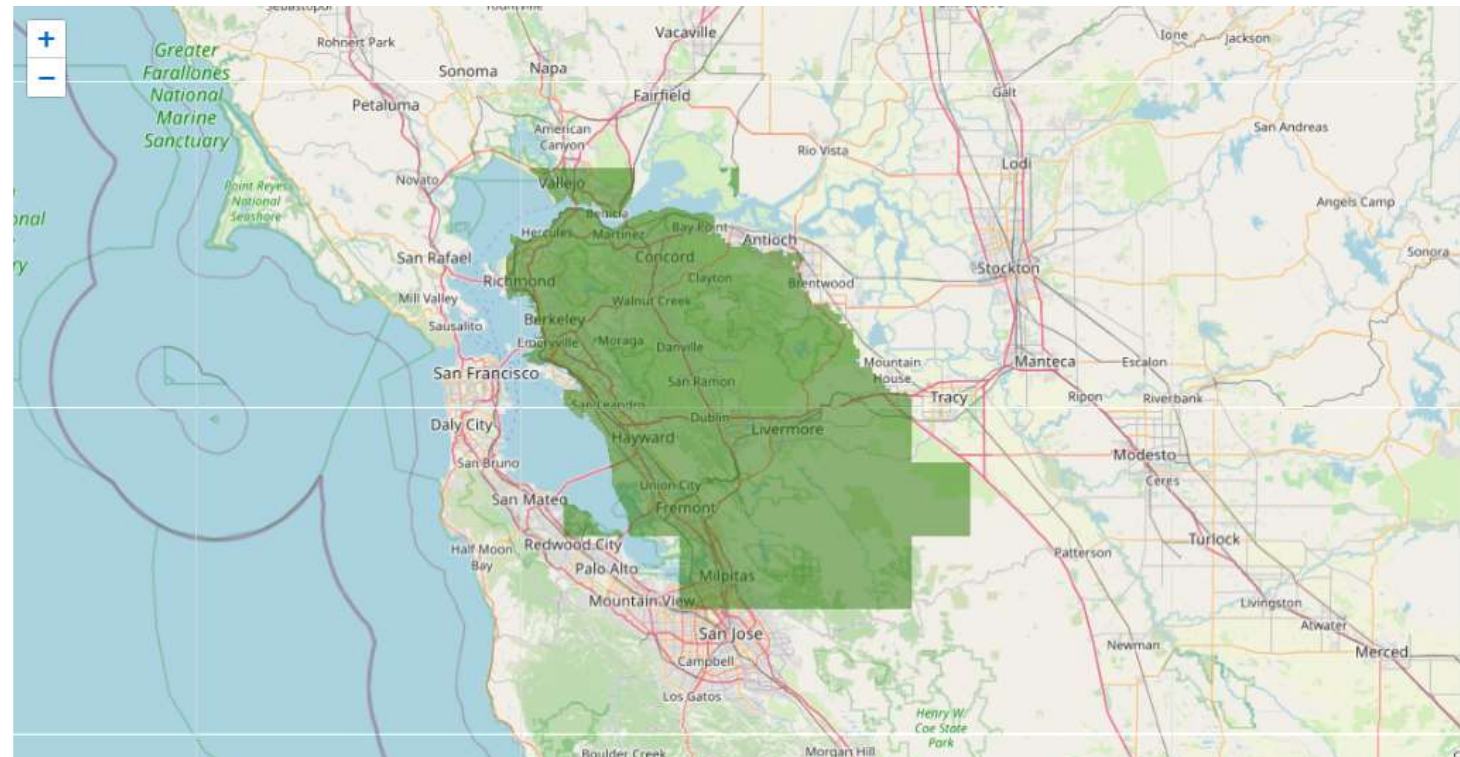 +
−
Greater
Farallones
National
Marine
Sanctuary
Rohnert Park
Sonoma
Napa
Vacaville
Ione
Jackson
Petaluma
Fairfield
Galt
American
Canyon
San Andreas
Rio Vista
Lodi
Novato
Vallejo
Point Reyes
National
Seashore
Angels Camp
Benicia
Hercules
Martinez
Bay Point
Antioch
San Rafael
Concord
Sonora
Stockton
Richmond
Clayton
Brentwood
Mill Valley
Walnut Creek
Sausalito
Berkeley
Emeryville
Moraga
Danville
Mountain
House
Manteca
Escalon
San Francisco
San Ramon
Tracy
Ripon
Riverbank
San Leandro
Dublin
Daly City
Hayward
Livermore
San Bruno
Modesto
Ceres
Union City
San Mateo
Fremont
Half Moon
Bay
Redwood City
Turlock
Patterson
Palo Alto
Milpitas
Mountain View
Livingston
Atwater
San Jose
Newman
Merced
Campbell
Los Gatos
Henry W.
Coe State
Park
Boulder Creek
Morgan Hill